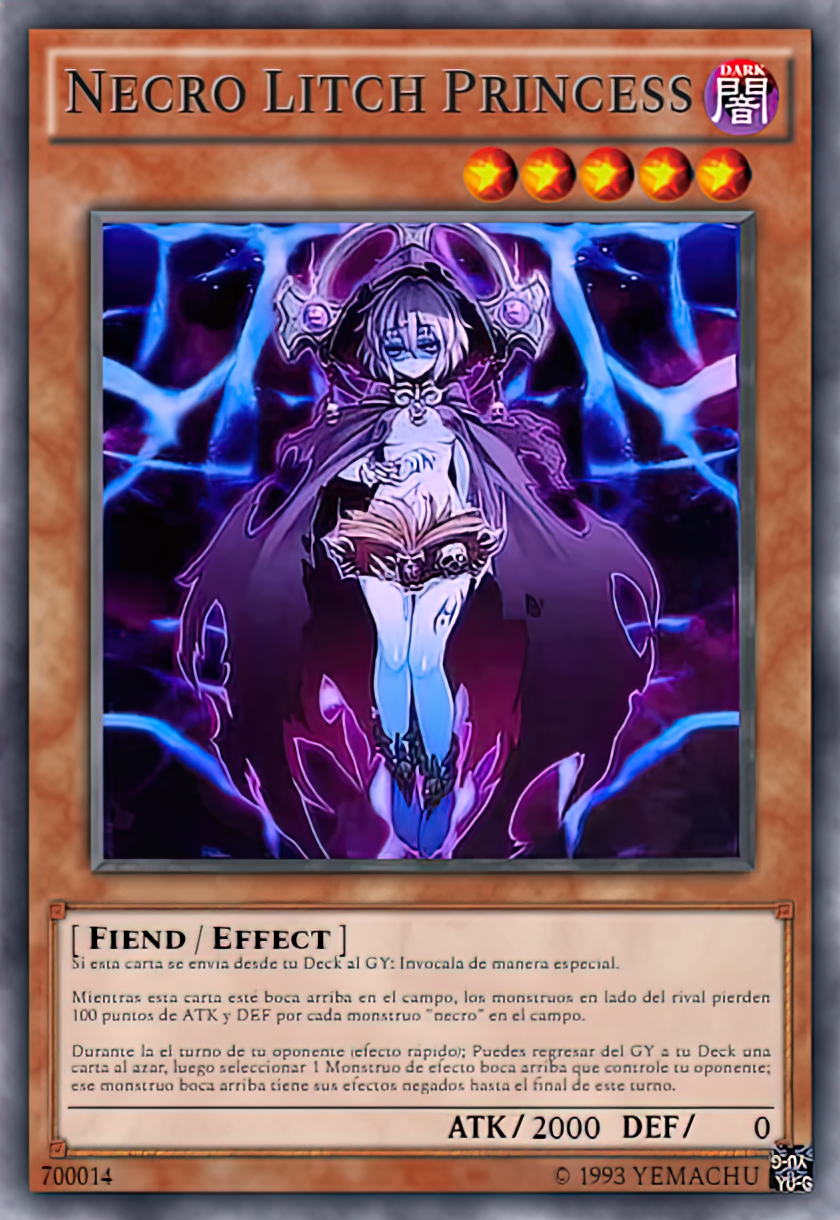 NECRO LITCH PRINCESS
DARK
闇
[ FIEND / EFFECT ]
Si esta carta se envia desde tu Deck al GY: Invocala de manera especial.
Mientras esta carta esté boca arriba en el campo, los monstruos en lado del rival pierden
100 puntos de ATK y DEF por cada monstruo "necro" en el campo.
Durante la el turno de tu oponente (efecto rápido); Puedes regresar del GY a tu Deck una
carta al azar, luego seleccionar 1 Monstruo de efecto boca arriba que controle tu oponente;
ese monstruo boca arriba tiene sus efectos negados hasta el final de este turno.
ATK/ 2000 DEF/ 0
700014
© 1993 YEMACHU